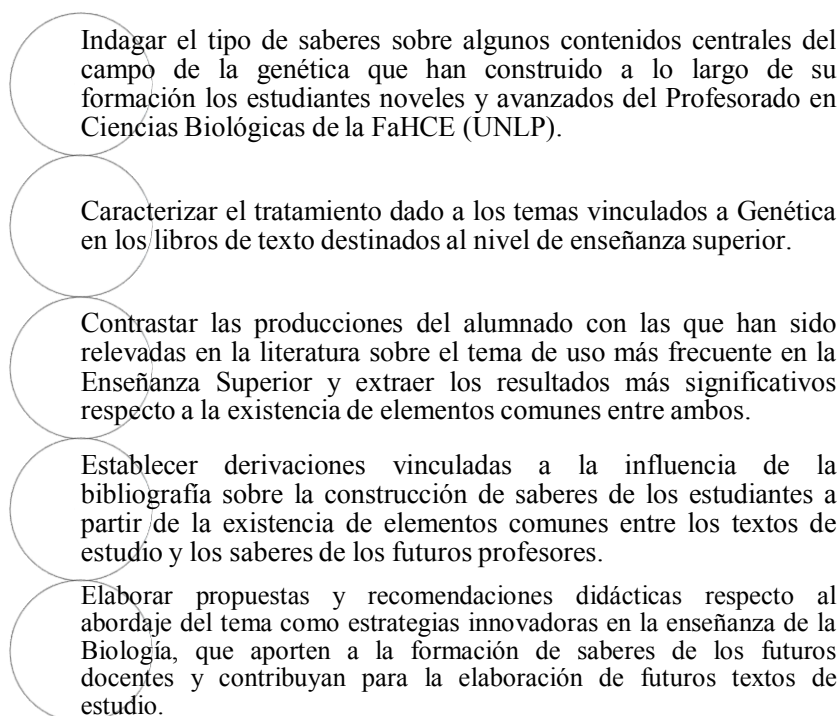 Indagar el tipo de saberes sobre algunos contenidos centrales del
campo de la genética que han construido a lo largo de su
formación los estudiantes noveles y avanzados del Profesorado en
Ciencias Biológicas de la FaHCE (UNLP).
Caracterizar el tratamiento dado a los temas vinculados a Genética
en los libros de texto destinados al nivel de enseñanza superior.
Contrastar las producciones del alumnado con las que han sido
relevadas en la literatura sobre el tema de uso más frecuente en la
Enseñanza Superior y extraer los resultados más significativos
respecto a la existencia de elementos comunes entre ambos.
Establecer derivaciones vinculadas a la influencia de la
bibliografía sobre la construcción de saberes de los estudiantes a
partir de la existencia de elementos comunes entre los textos de
estudio y los saberes de los futuros profesores.
Elaborar propuestas y recomendaciones didácticas respecto al
abordaje del tema como estrategias innovadoras en la enseñanza de la
Biología, que aporten a la formación de saberes de los futuros
docentes y contribuyan para la elaboración de futuros textos de
estudio.